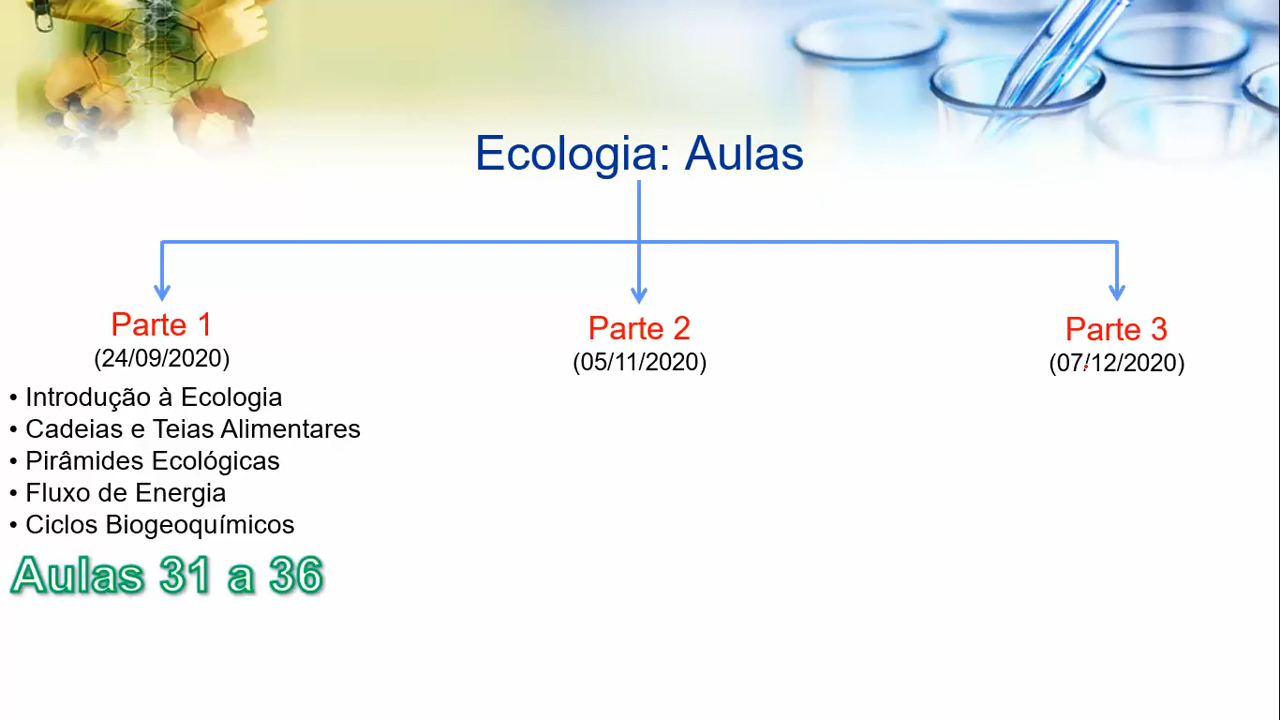 Ecologia: Aulas
Parte 1
(24/09/2020)
• Introdução à Ecologia
• Cadeias e Teias Alimentares
• Pirâmides Ecológicas
• Fluxo de Energia
• Ciclos Biogeoquímicos
Aulas 31 a 36
Parte 2
(05/11/2020)
Parte 3
(07/12/2020)